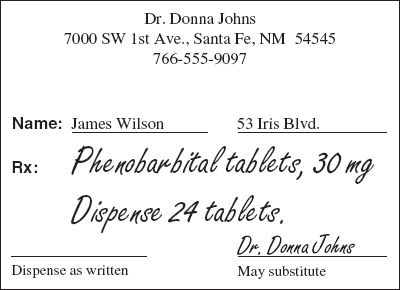 Dr. Donna Johns
7000 SW 1st Ave., Santa Fe, NM 54545
766-555-9097
Name: James Wilson 53 Iris Blvd.
Rx: Phenobarbital tablets, 30 mg
Dispense 24 tablets.
Dr. Donna Johns
Dispense as written May substitute